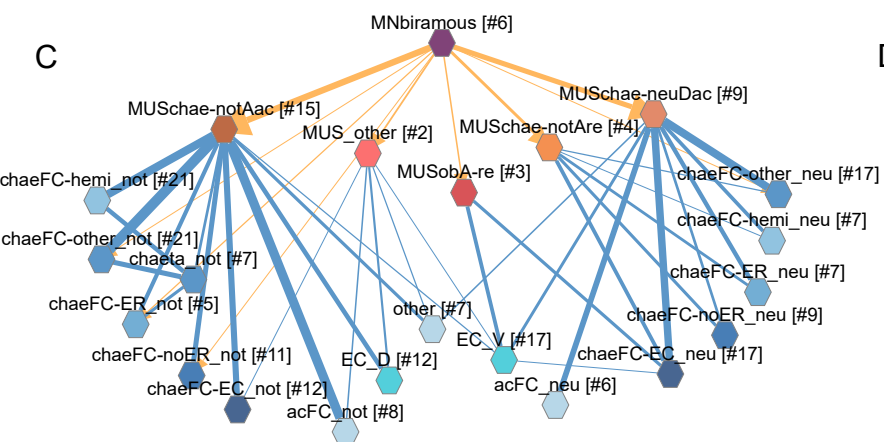 MNbiramous [#6]
C
D
MUSchae-neuDac [#9]
MUSchae-notAac [#15]
MUS_other [#2]
MUSchae-notAre [#4]
MUSobA-re [#3]
chaeFC-hemi_not [#21]
chaeFC-other_neu [#17]
chaeFC-hemi_neu [#7]
chaeFC-other_not [#21]
chaeta_not [#7]
chaeFC-ER_neu [#7]
chaeFC-ER_not [#5]
other [#7]
chaeFC-noER_neu [#9]
EC_V [#17]
chaeFC-noER_not [#11]
EC_D [#12]
chaeFC-EC_neu [#17]
chaeFC-EC_not [#12]
acFC_neu [#6]
acFC_not [#8]